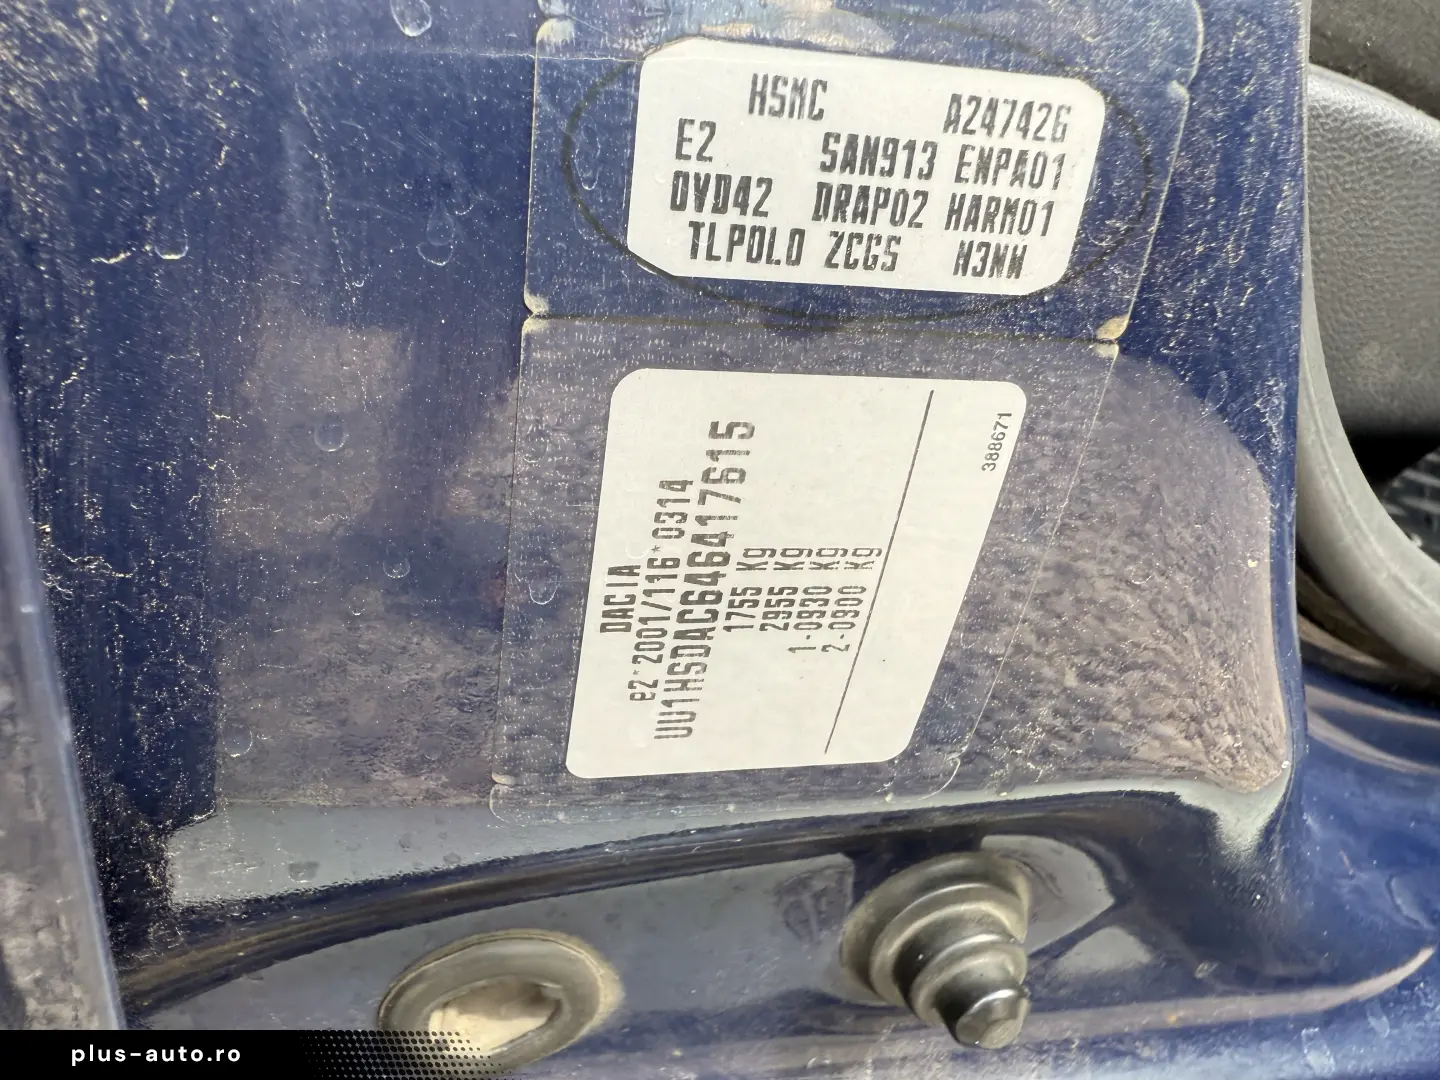 HSMC A247426
E2 SAN913 ENPA01
OVD42 DRAP02 HARM01
TLPOLO ZCGS N3NW
DACIA
e2*2001/116*0314
UU1HSDAC646417615
1755 Kg
2955 Kg
1-0930 Kg
2-0900 Kg
388671
plus-auto.ro